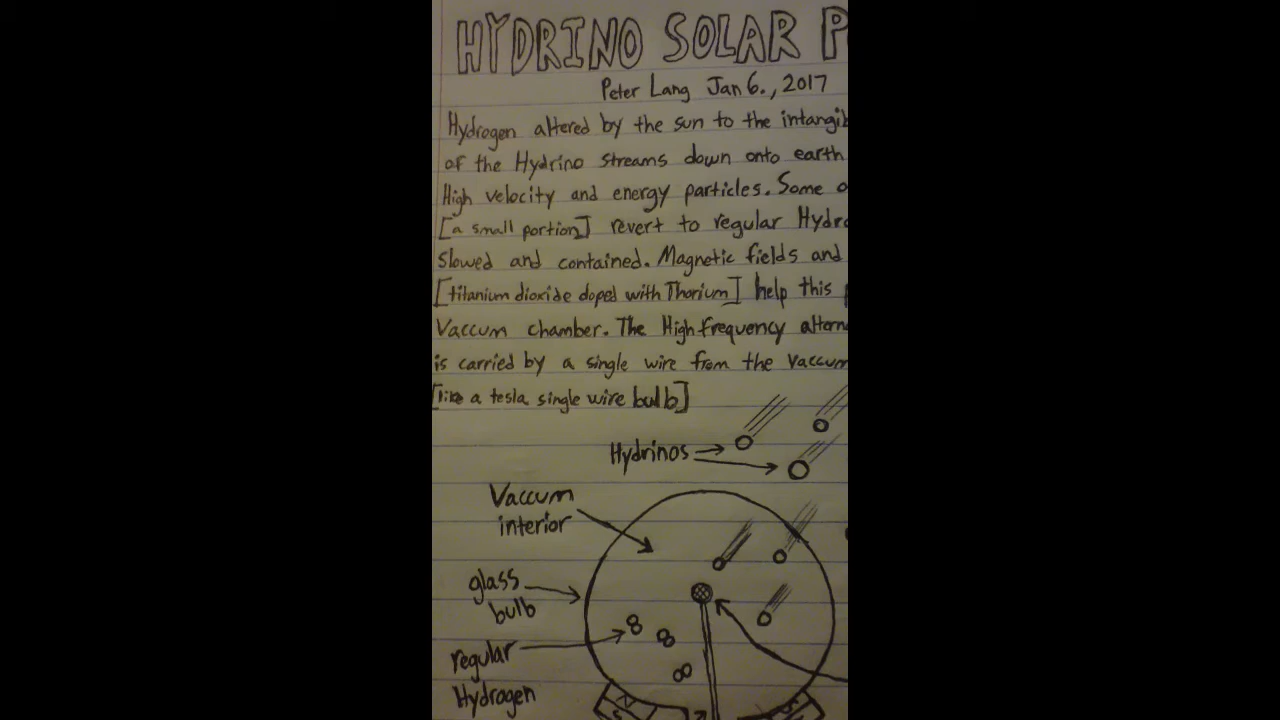 HYDRINO SOLAR P
Peter Lang Jan 6., 2017
Hydrogen altered by the sun to the intangib
of the Hydrino streams down onto earth
High velocity and energy particles. Some o
[a small portion] revert to regular Hydro
slowed and contained. Magnetic fields and
[titanium dioxide doped with Thorium] help this
Vaccum chamber. The High frequency altern
is carried by a single wire from the vaccum
[like a tesla single wire bulb]
Hydrinos
Vaccum
interior
glass
bulb
regular
Hydrogen
N
S
S